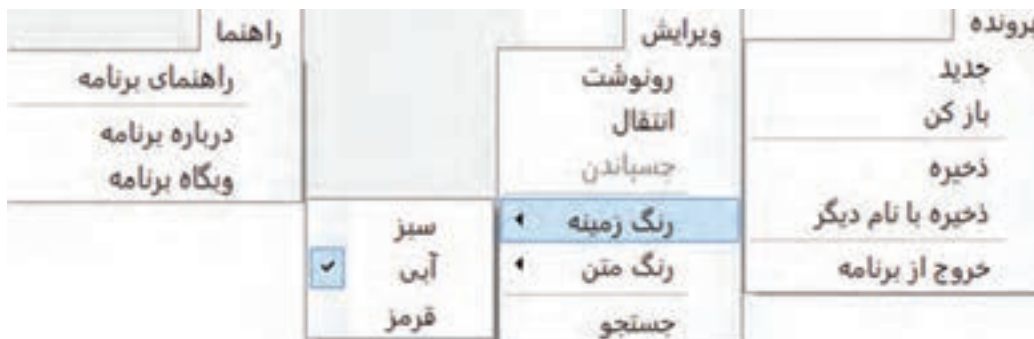 پرونده
جدید
باز کن
ذخیره
ذخیره با نام دیگر
خروج از برنامه
ویرایش
رونوشت
انتقال
چسباندن
رنگ زمینه
رنگ متن
جستجو
سبز
آبی
قرمز
راهنما
راهنمای برنامه
درباره برنامه
وبگاه برنامه